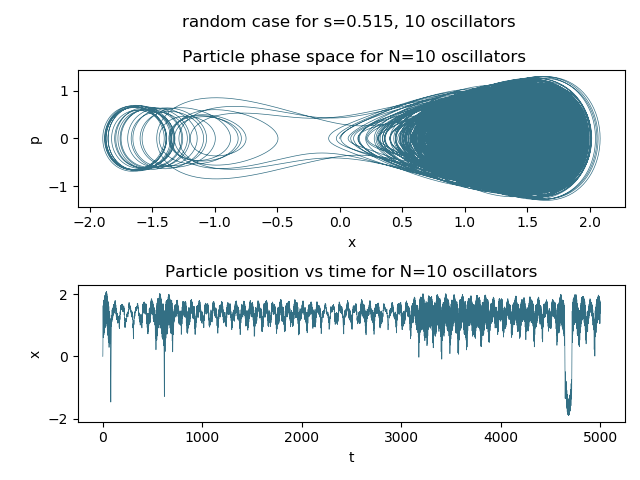 random case for s=0.515, 10 oscillators
Particle phase space for N=10 oscillators
1
0
−1
p
−2.0 −1.5 −1.0 −0.5 0.0 0.5 1.0 1.5 2.0
x
Particle position vs time for N=10 oscillators
2
0
−2
x
0 1000 2000 3000 4000 5000
t